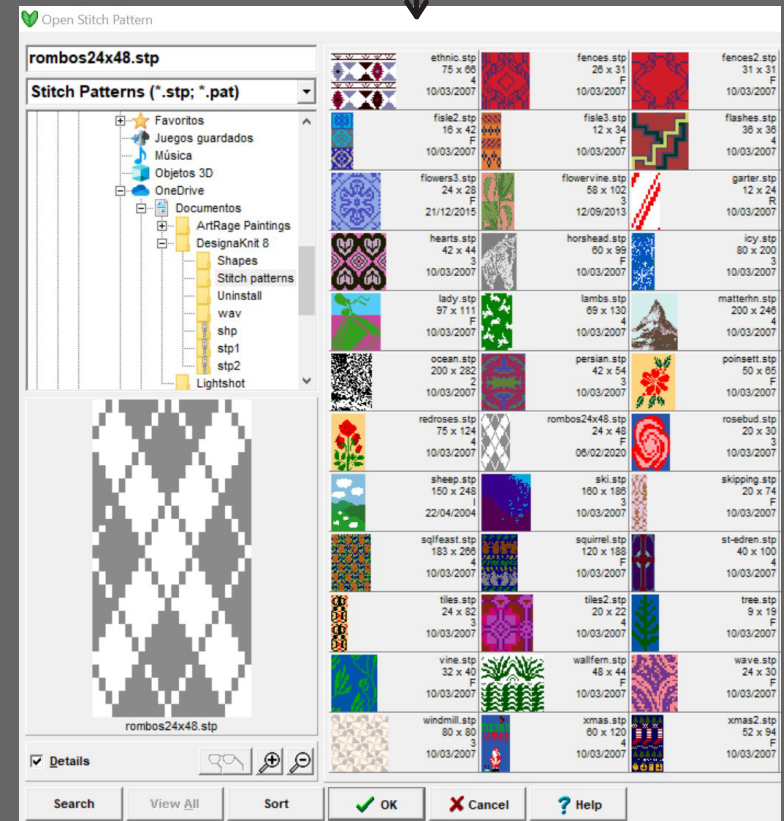 Open Stitch Pattern
rombos24x48.stp
Stitch Patterns (*.stp; *.pat)
Favoritos
Juegos guardados
Música
Objetos 3D
OneDrive
Documentos
ArtRage Paintings
DesignaKnit 8
Shapes
Stitch patterns
Uninstall
wav
shp
stp1
stp2
Lightshot
rombos24x48.stp
Details
Search
View All
Sort
ethnic.stp
75 x 66
4
10/03/2007
fences.stp
26 x 31
F
10/03/2007
fences2.stp
31 x 31
F
10/03/2007
fisle2.stp
16 x 42
F
10/03/2007
fisle3.stp
12 x 34
F
10/03/2007
flashes.stp
36 x 36
4
10/03/2007
flowers3.stp
24 x 28
F
21/12/2015
flowervine.stp
58 x 102
3
12/09/2013
garter.stp
12 x 24
R
10/03/2007
hearts.stp
42 x 44
3
10/03/2007
horshead.stp
60 x 99
F
10/03/2007
icy.stp
80 x 200
3
10/03/2007
lady.stp
97 x 111
F
10/03/2007
lambs.stp
69 x 130
4
10/03/2007
matterhn.stp
200 x 246
4
10/03/2007
ocean.stp
200 x 282
2
10/03/2007
persian.stp
42 x 54
3
10/03/2007
poinsett.stp
50 x 65
F
10/03/2007
redroses.stp
75 x 124
4
10/03/2007
rombos24x48.stp
24 x 48
F
06/02/2020
rosebud.stp
20 x 30
3
10/03/2007
sheep.stp
150 x 248
I
22/04/2004
ski.stp
160 x 186
3
10/03/2007
skipping.stp
20 x 74
F
10/03/2007
sqlfeast.stp
183 x 266
4
10/03/2007
squirrel.stp
120 x 188
F
10/03/2007
st-edren.stp
40 x 100
4
10/03/2007
tiles.stp
24 x 82
3
10/03/2007
tiles2.stp
20 x 22
4
10/03/2007
tree.stp
9 x 19
F
10/03/2007
vine.stp
32 x 40
F
10/03/2007
wallfern.stp
48 x 44
F
10/03/2007
wave.stp
24 x 30
F
10/03/2007
windmill.stp
80 x 80
3
10/03/2007
xmas.stp
60 x 120
4
10/03/2007
xmas2.stp
52 x 94
F
10/03/2007
OK
Cancel
Help